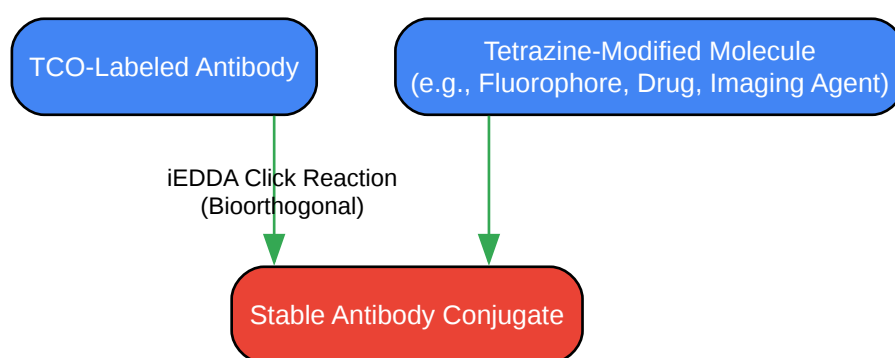 TCO-Labeled Antibody
Tetrazine-Modified Molecule
(e.g., Fluorophore, Drug, Imaging Agent)
iEDDA Click Reaction
(Bioorthogonal)
Stable Antibody Conjugate